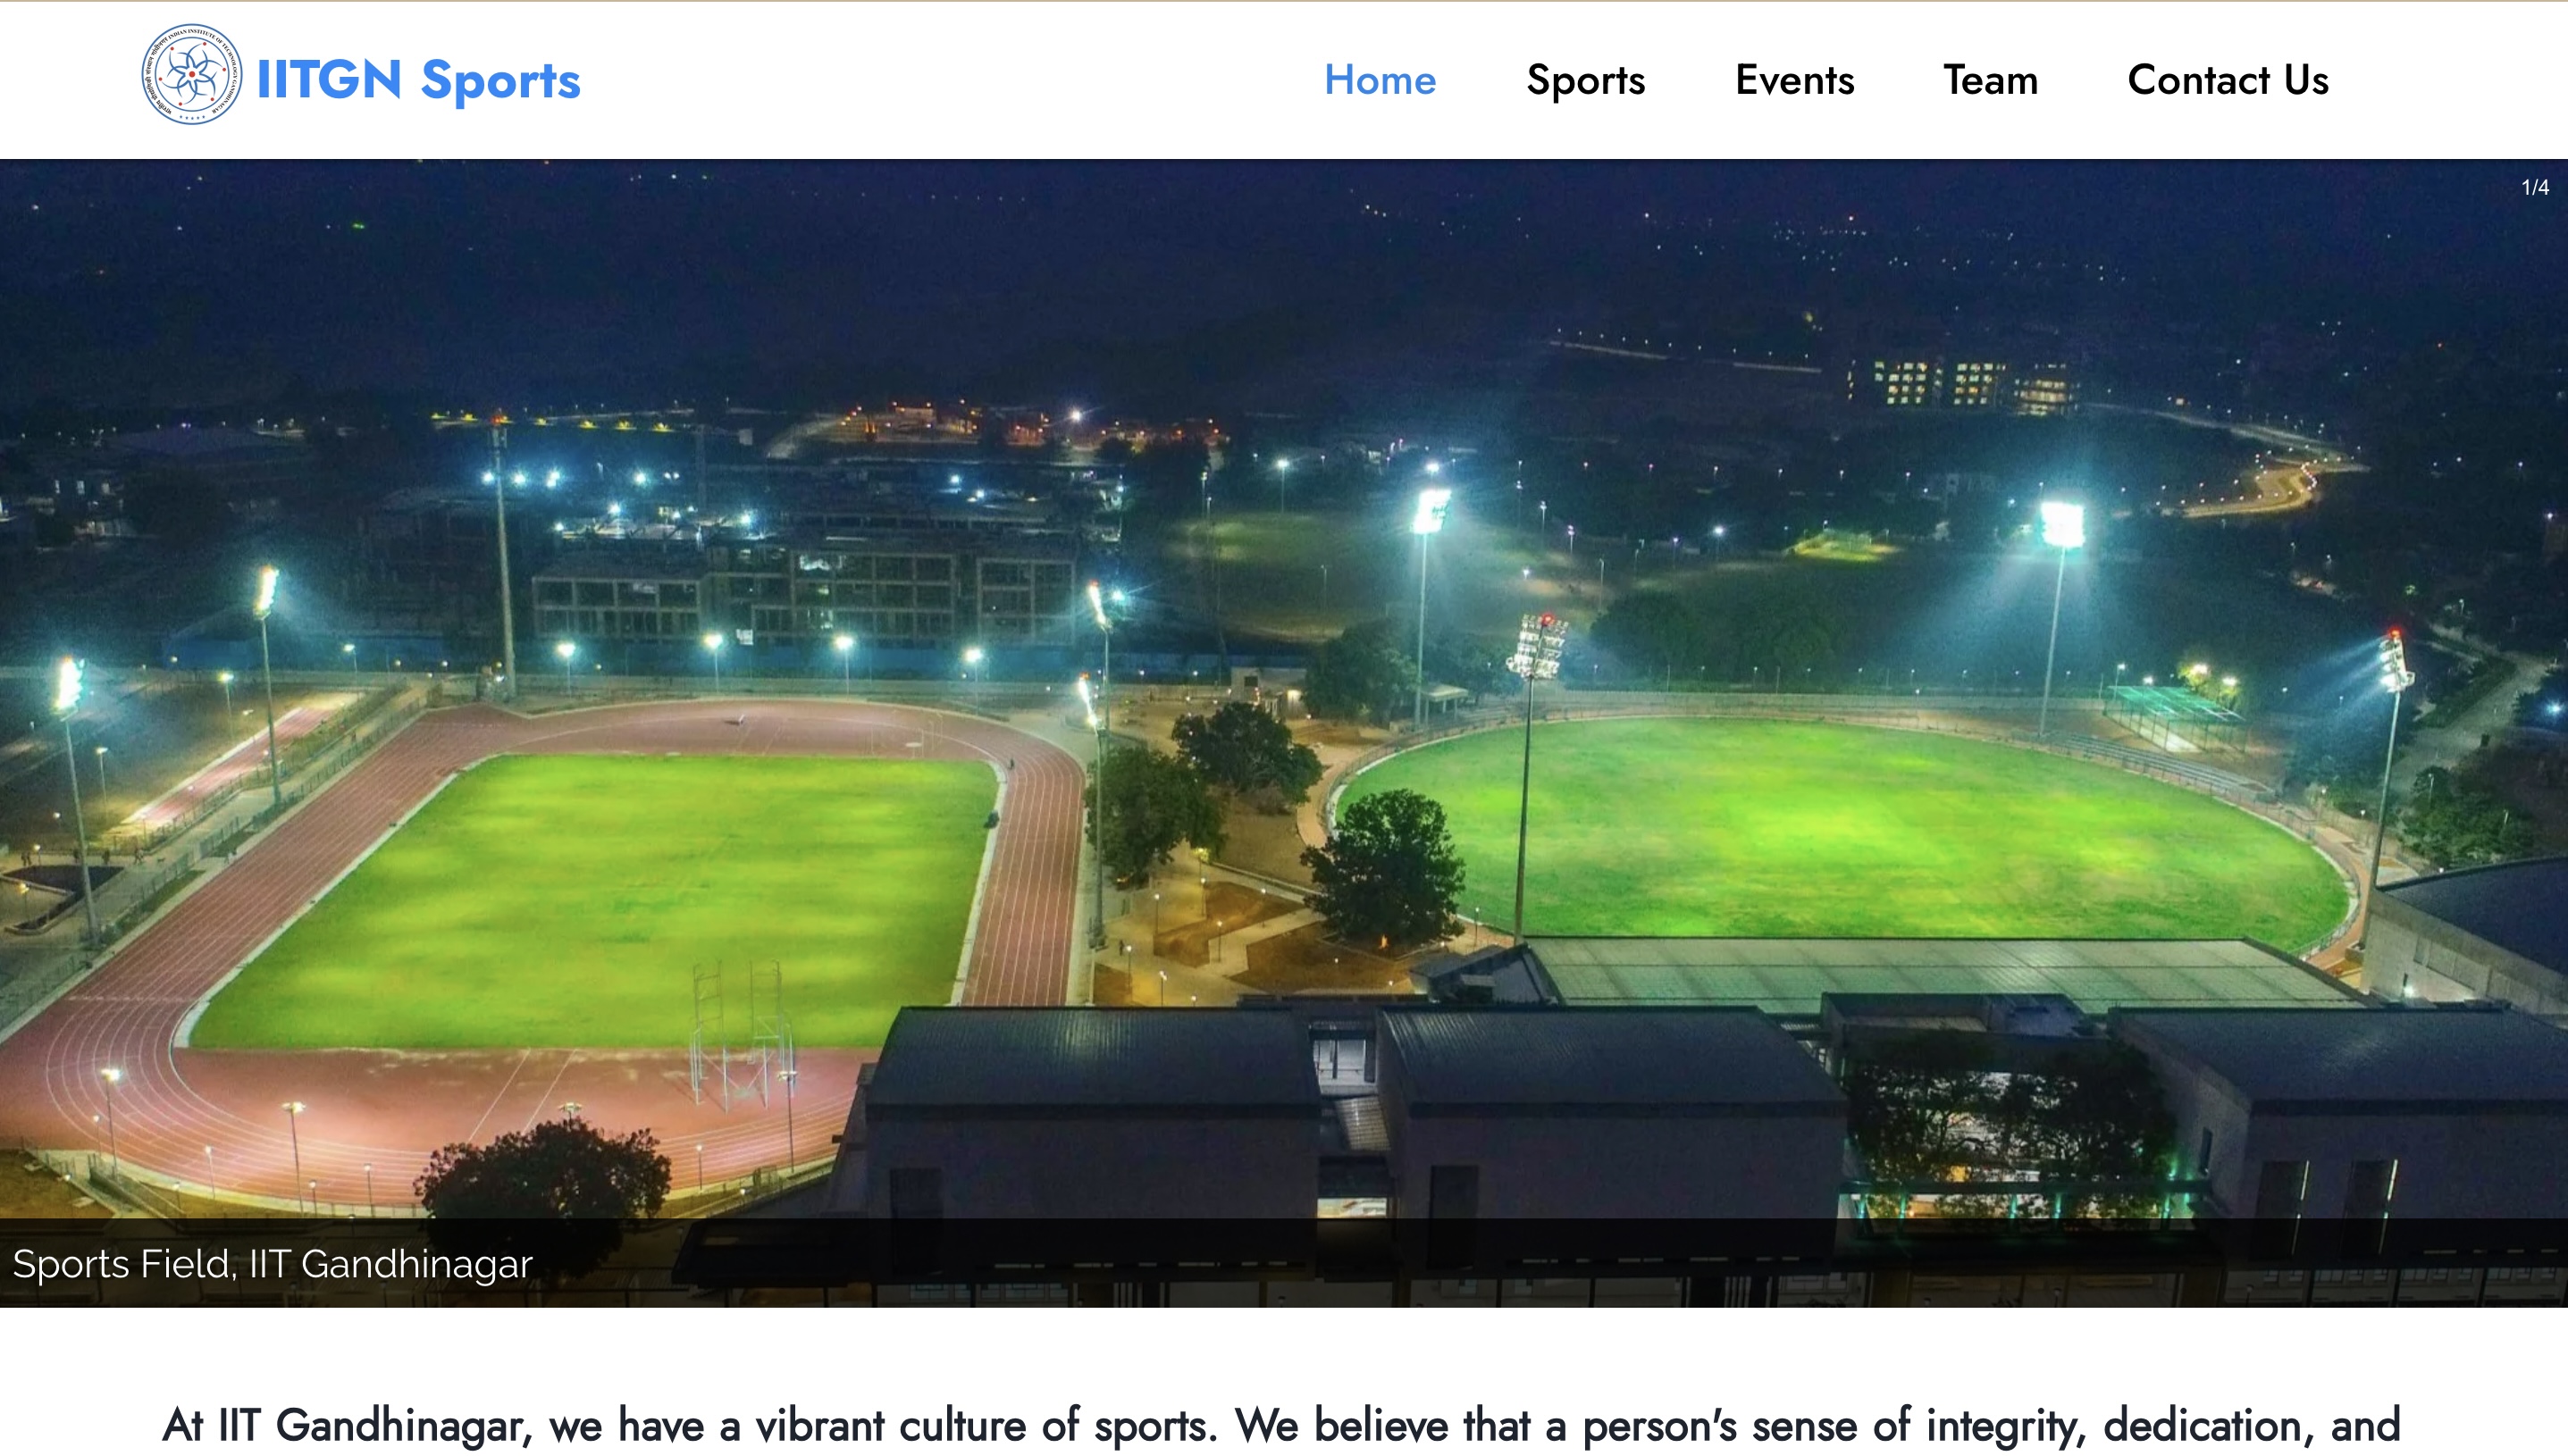 IITGN Sports
Home Sports Events Team Contact Us
1/4
Sports Field, IIT Gandhinagar
At IIT Gandhinagar, we have a vibrant culture of sports. We believe that a person's sense of integrity, dedication, and